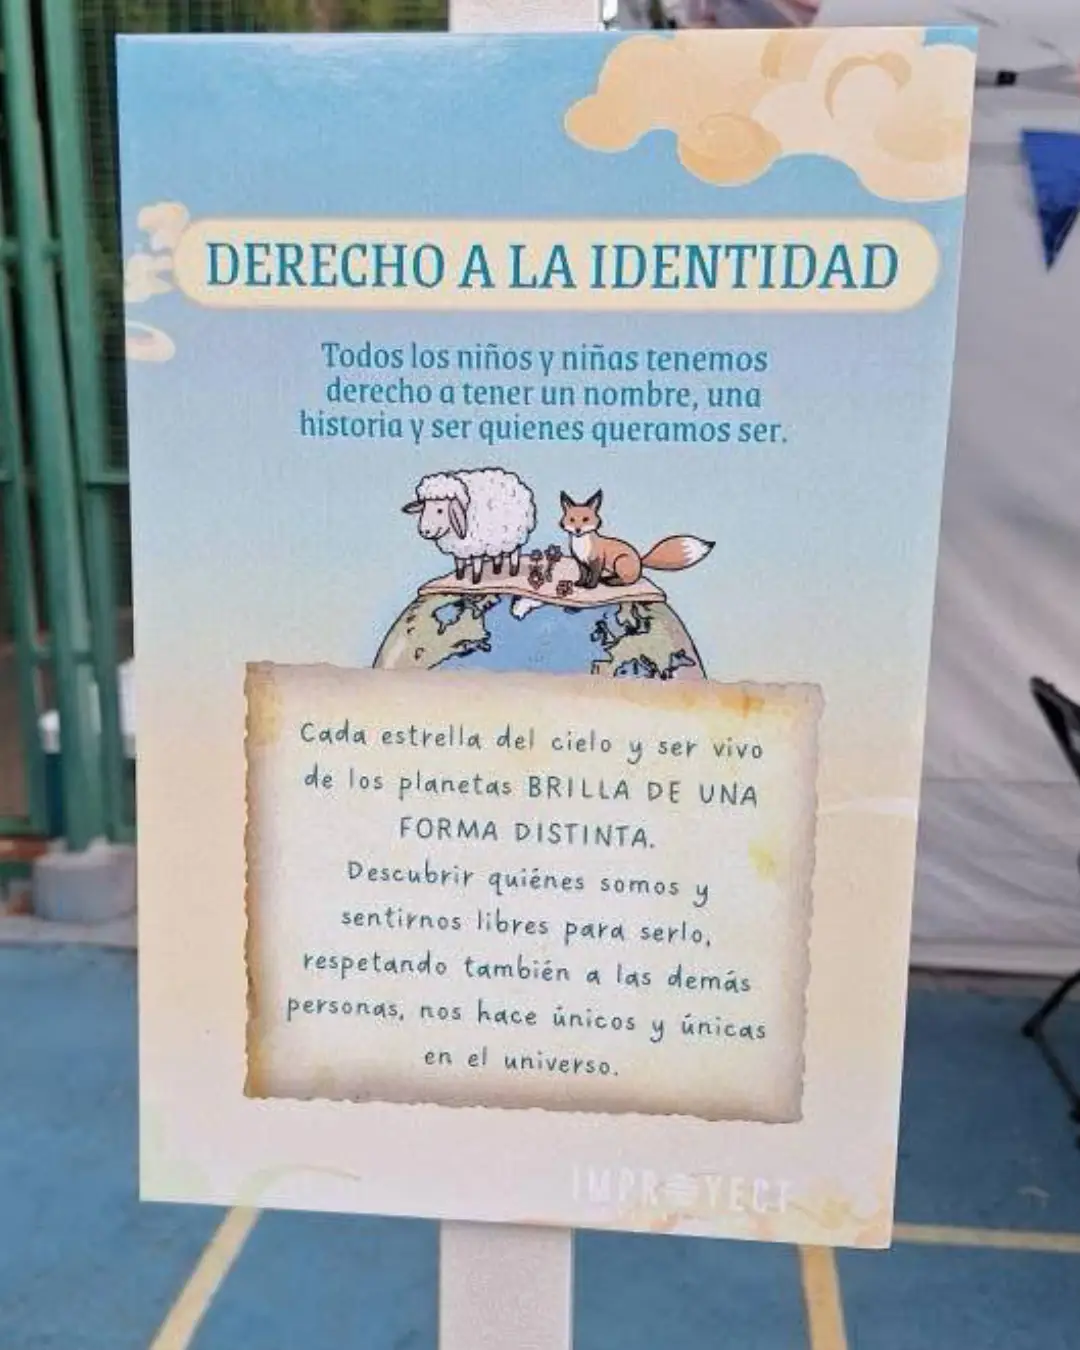 DERECHO A LA IDENTIDAD
Todos los niños y niñas tenemos
derecho a tener un nombre, una
historia y ser quienes queramos ser.
Cada estrella del cielo y ser vivo
de los planetas BRILLA DE UNA
FORMA DISTINTA.
Descubrir quiénes somos y
sentirnos libres para serlo,
respetando también a las demás
personas, nos hace únicos y únicas
en el universo.
IMPROYECT